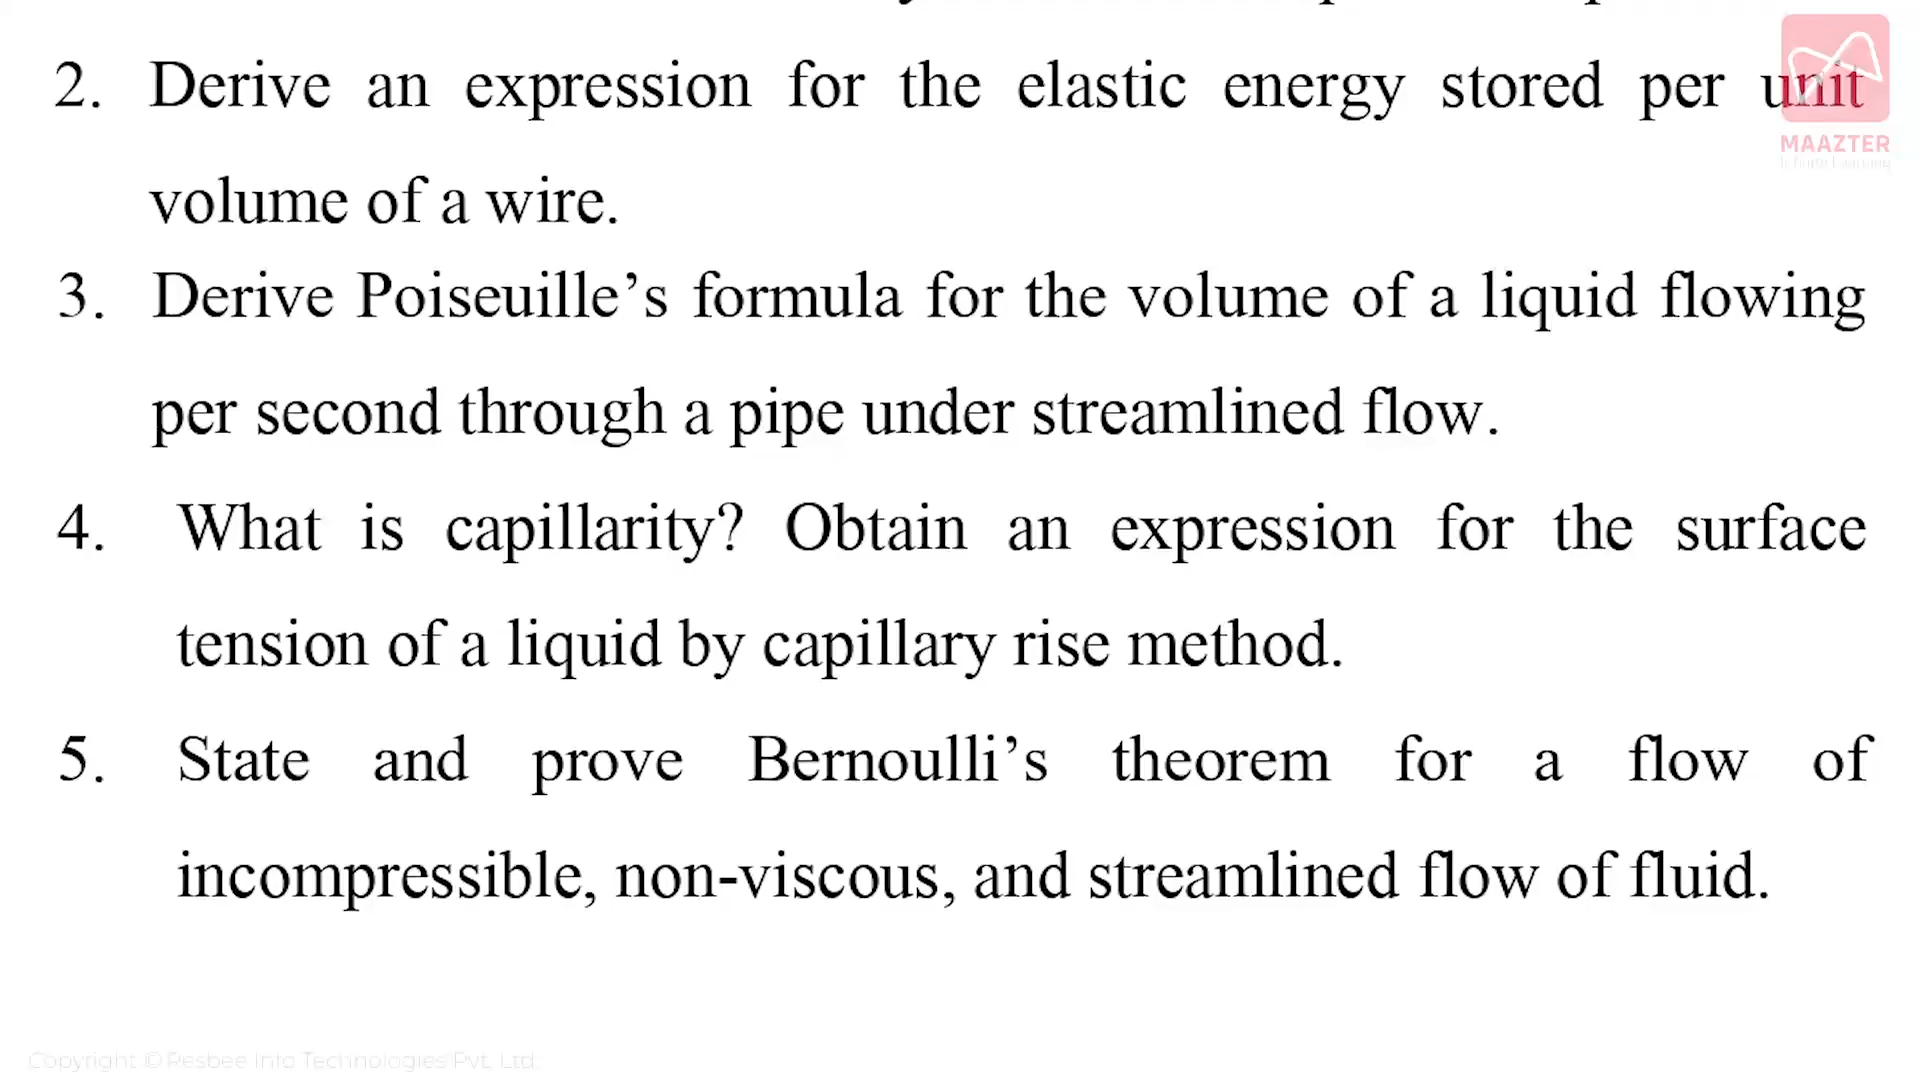 2. Derive an expression for the elastic energy stored per unit
volume of a wire.
3. Derive Poiseuille’s formula for the volume of a liquid flowing
per second through a pipe under streamlined flow.
4. What is capillarity? Obtain an expression for the surface
tension of a liquid by capillary rise method.
5. State and prove Bernoulli’s theorem for a flow of
incompressible, non-viscous, and streamlined flow of fluid.
MAAZTER
Copyright © Resbee Info Technologies Pvt. Ltd.